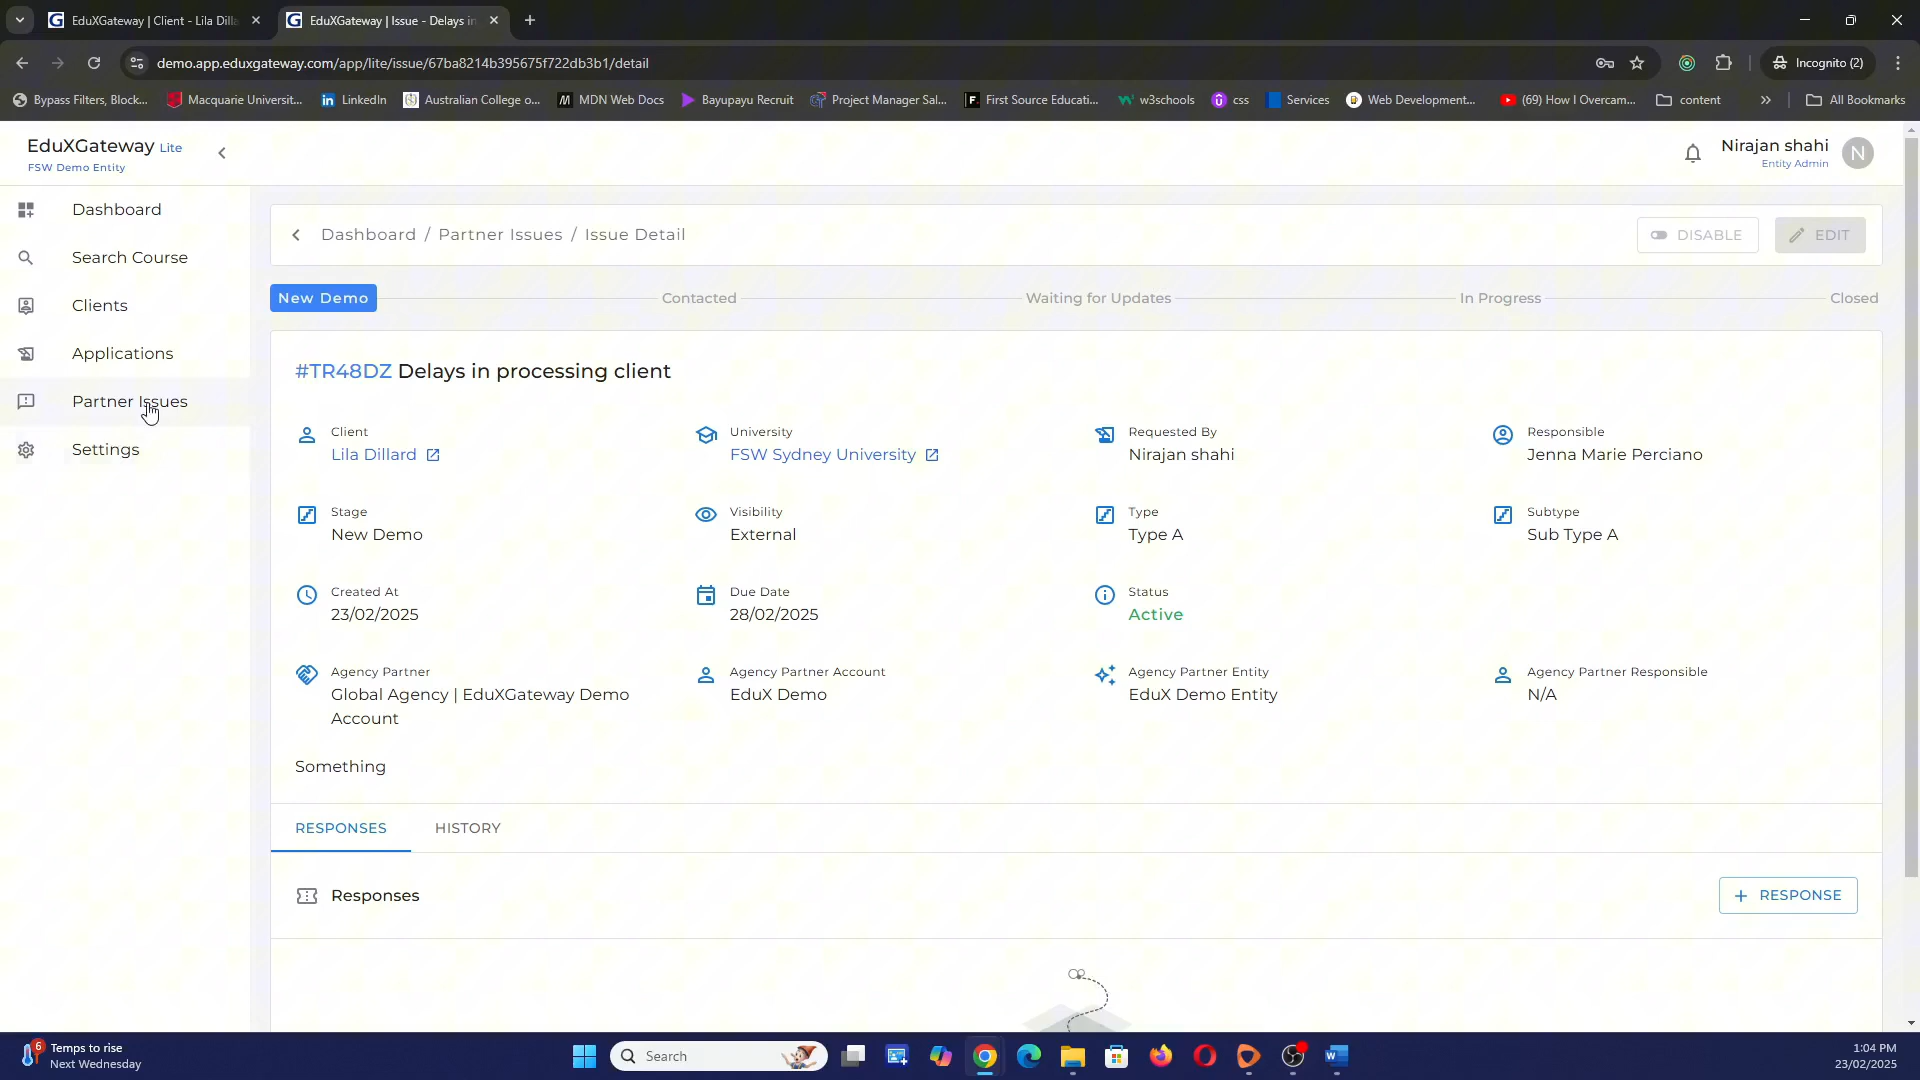 EduXGateway | Client - Lila Dilla
EduXGateway | Issue - Delays in
demo.app.eduxgateway.com/app/lite/issue/67ba8214b395675f722db3b1/detail
Incognito (2)
Bypass Filters, Block...
Macquarie Universit...
LinkedIn
Australian College o...
MDN Web Docs
Bayupayu Recruit
Project Manager Sal...
First Source Educati...
w3schools
css
Services
Web Development...
(69) How I Overcam...
content
All Bookmarks
EduXGateway Lite
FSW Demo Entity
Nirajan shahi
Entity Admin
N
Dashboard
Search Course
Clients
Applications
Partner Issues
Settings
Dashboard / Partner Issues / Issue Detail
DISABLE
EDIT
New Demo
Contacted
Waiting for Updates
In Progress
Closed
#TR48DZ Delays in processing client
Client
Lila Dillard
University
FSW Sydney University
Requested By
Nirajan shahi
Responsible
Jenna Marie Perciano
Stage
New Demo
Visibility
External
Type
Type A
Subtype
Sub Type A
Created At
23/02/2025
Due Date
28/02/2025
Status
Active
Agency Partner
Global Agency | EduXGateway Demo
Account
Agency Partner Account
EduX Demo
Agency Partner Entity
EduX Demo Entity
Agency Partner Responsible
N/A
Something
RESPONSES
HISTORY
Responses
+ RESPONSE
6
Temps to rise
Next Wednesday
Search
1:04 PM
23/02/2025